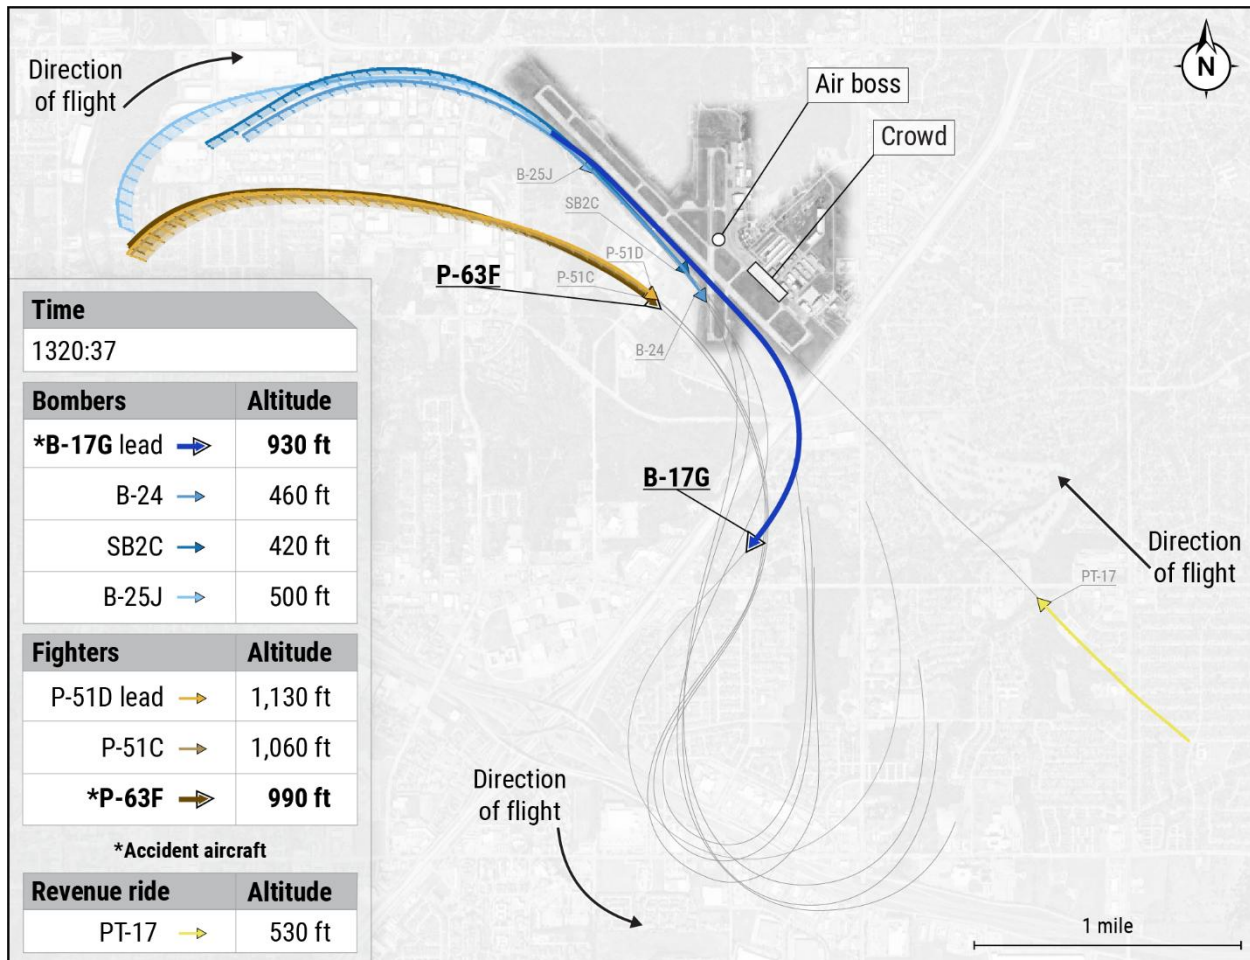 Direction
of flight
N
Air boss
Crowd
B-25J
SB2C
P-51D
P-63F
P-51C
B-24
Time
1320:37
Bombers Altitude
*B-17G lead 930 ft
B-24 460 ft
SB2C 420 ft
B-25J 500 ft
B-17G
Direction
of flight
PT-17
Fighters Altitude
P-51D lead 1,130 ft
P-51C 1,060 ft
*P-63F 990 ft
*Accident aircraft
Direction
of flight
Revenue ride Altitude
PT-17 530 ft
1 mile